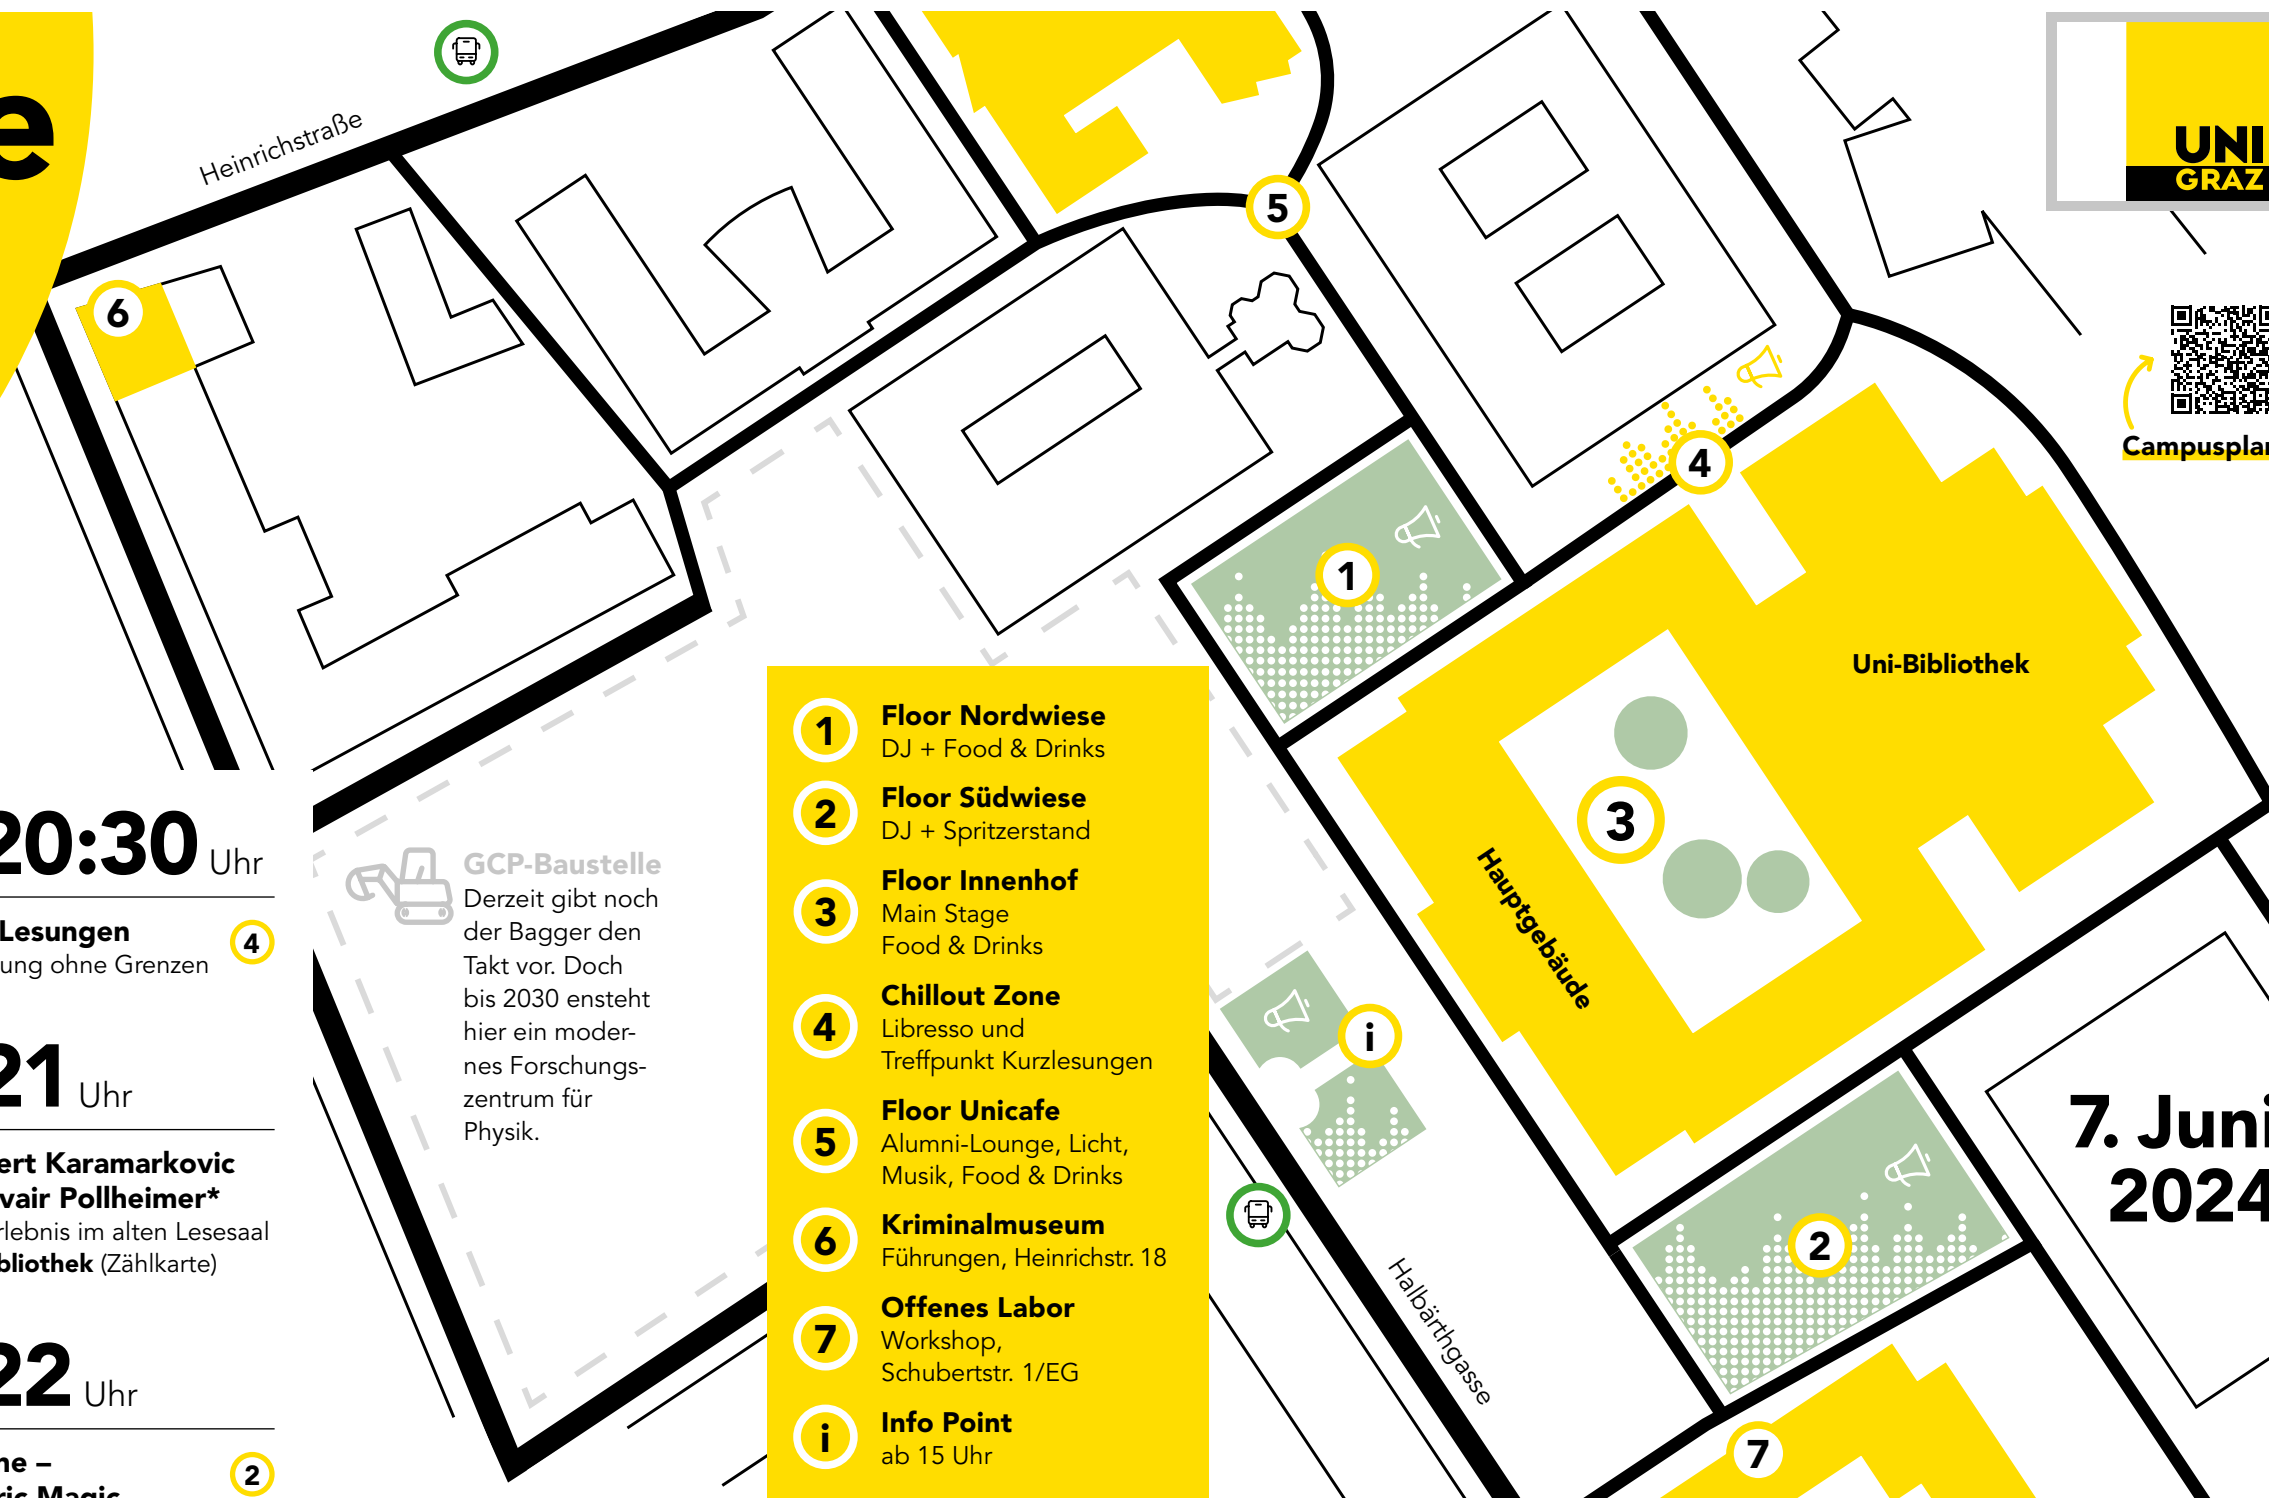 e
Heinrichstraße
6
5
UNI
GRAZ
4
1
Campusplan
Uni-Bibliothek
3
Hauptgebäude
20:30 Uhr
Lesungen
ung ohne Grenzen
4
21 Uhr
ert Karamarkovic
vair Pollheimer*
rlebnis im alten Lesesaal
bliothek (Zählkarte)
22 Uhr
ne –
ric Magic
2
GCP-Baustelle
Derzeit gibt noch
der Bagger den
Takt vor. Doch
bis 2030 ensteht
hier ein moder-
nes Forschungs-
zentrum für
Physik.
1 Floor Nordwiese
DJ + Food & Drinks
2 Floor Südwiese
DJ + Spritzerstand
3 Floor Innenhof
Main Stage
Food & Drinks
4 Chillout Zone
Libresso und
Treffpunkt Kurzlesungen
5 Floor Unicafe
Alumni-Lounge, Licht,
Musik, Food & Drinks
6 Kriminalmuseum
Führungen, Heinrichstr. 18
7 Offenes Labor
Workshop,
Schubertstr. 1/EG
i Info Point
ab 15 Uhr
i
Halbärthgasse
7. Juni
2024
2
7